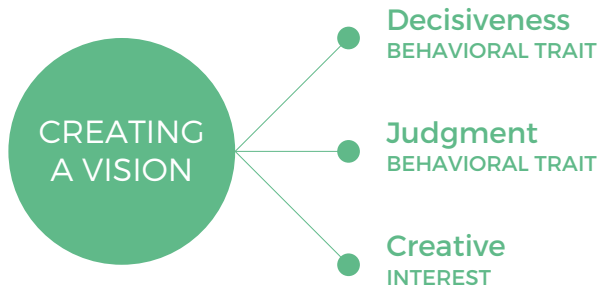 CREATING
A VISION
Decisiveness
BEHAVIORAL TRAIT
Judgment
BEHAVIORAL TRAIT
Creative
INTEREST